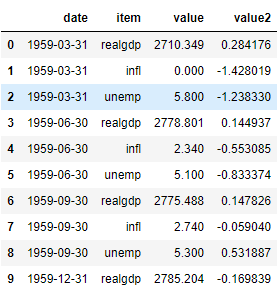 date item value value2
0 1959-03-31 realgdp 2710.349 0.284176
1 1959-03-31 infl 0.000 -1.428019
2 1959-03-31 unemp 5.800 -1.238330
3 1959-06-30 realgdp 2778.801 0.144937
4 1959-06-30 infl 2.340 -0.553085
5 1959-06-30 unemp 5.100 -0.833374
6 1959-09-30 realgdp 2775.488 0.147826
7 1959-09-30 infl 2.740 -0.059040
8 1959-09-30 unemp 5.300 0.531887
9 1959-12-31 realgdp 2785.204 -0.169839